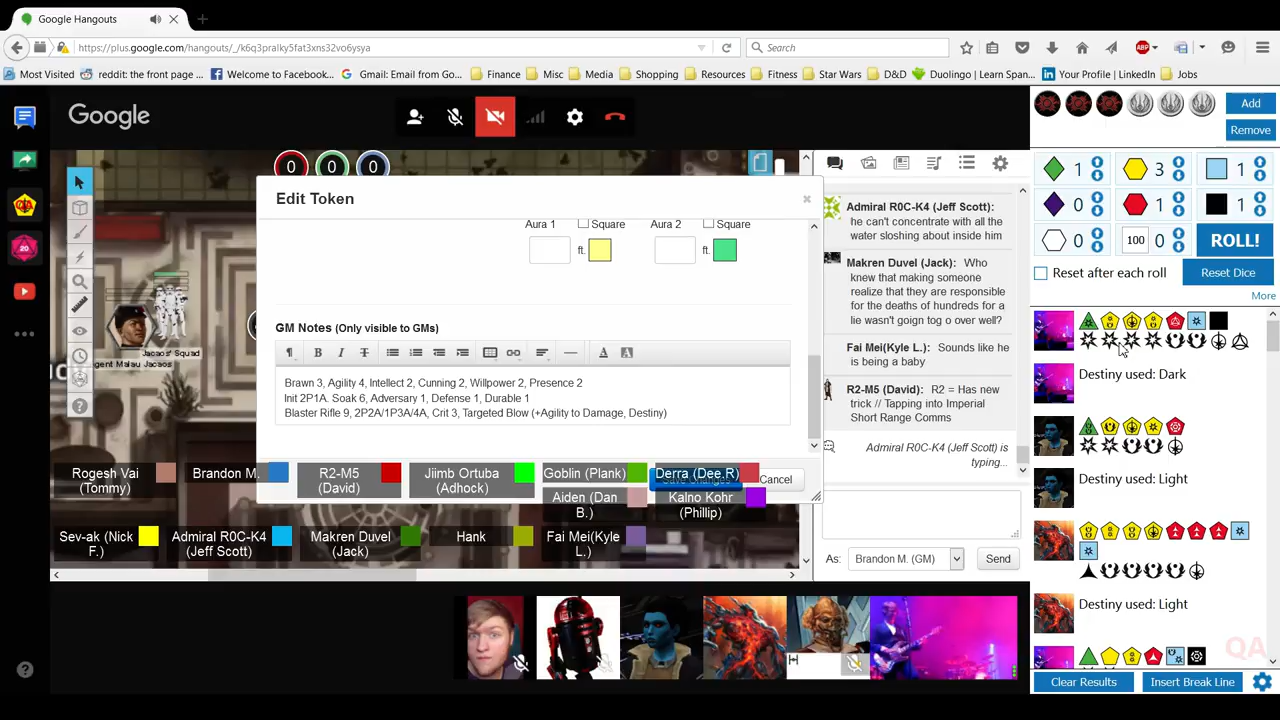 Google Hangouts
https://plus.google.com/hangouts/_/k6q3pralky5fat3xns32vo6ysya
Search
Most Visited
reddit: the front page ...
Welcome to Facebook...
Gmail: Email from Go...
Finance
Misc
Media
Shopping
Resources
Fitness
Star Wars
D&D
Duolingo | Learn Span...
Your Profile | LinkedIn
Jobs
Google
0 0 0
Edit Token
Aura 1
Square
Aura 2
Square
ft.
ft.
GM Notes (Only visible to GMs)
Brawn 3, Agility 4, Intellect 2, Cunning 2, Willpower 2, Presence 2
Init 2P1A. Soak 6, Adversary 1, Defense 1, Durable 1
Blaster Rifle 9, 2P2A/1P3A/4A, Crit 3, Targeted Blow (+Agility to Damage, Destiny)
Save Changes
Cancel
Jacaos' Squad
gent Malau Jacaos
Rogesh Vai
(Tommy)
Brandon M.
R2-M5
(David)
Jiimb Ortuba
(Adhock)
Goblin (Plank)
Derra (Dee.R)
Aiden (Dan
B.)
Kalno Kohr
(Phillip)
Sev-ak (Nick
F.)
Admiral R0C-K4
(Jeff Scott)
Makren Duvel
(Jack)
Hank
Fai Mei(Kyle
L.)
Admiral R0C-K4 (Jeff Scott):
he can't concentrate with all the
water sloshing about inside him
Makren Duvel (Jack): Who
knew that making someone
realize that they are responsible
for the deaths of hundreds for a
lie wasn't goign tog o over well?
Fai Mei(Kyle L.): Sounds like he
is being a baby
R2-M5 (David): R2 = Has new
trick // Tapping into Imperial
Short Range Comms
Admiral R0C-K4 (Jeff Scott) is
typing...
As:
Brandon M. (GM)
Send
Add
Remove
1 3 1
0 1 1
0 100 0
ROLL!
Reset after each roll
Reset Dice
More
Destiny used: Dark
Destiny used: Light
Destiny used: Light
QA
Clear Results
Insert Break Line